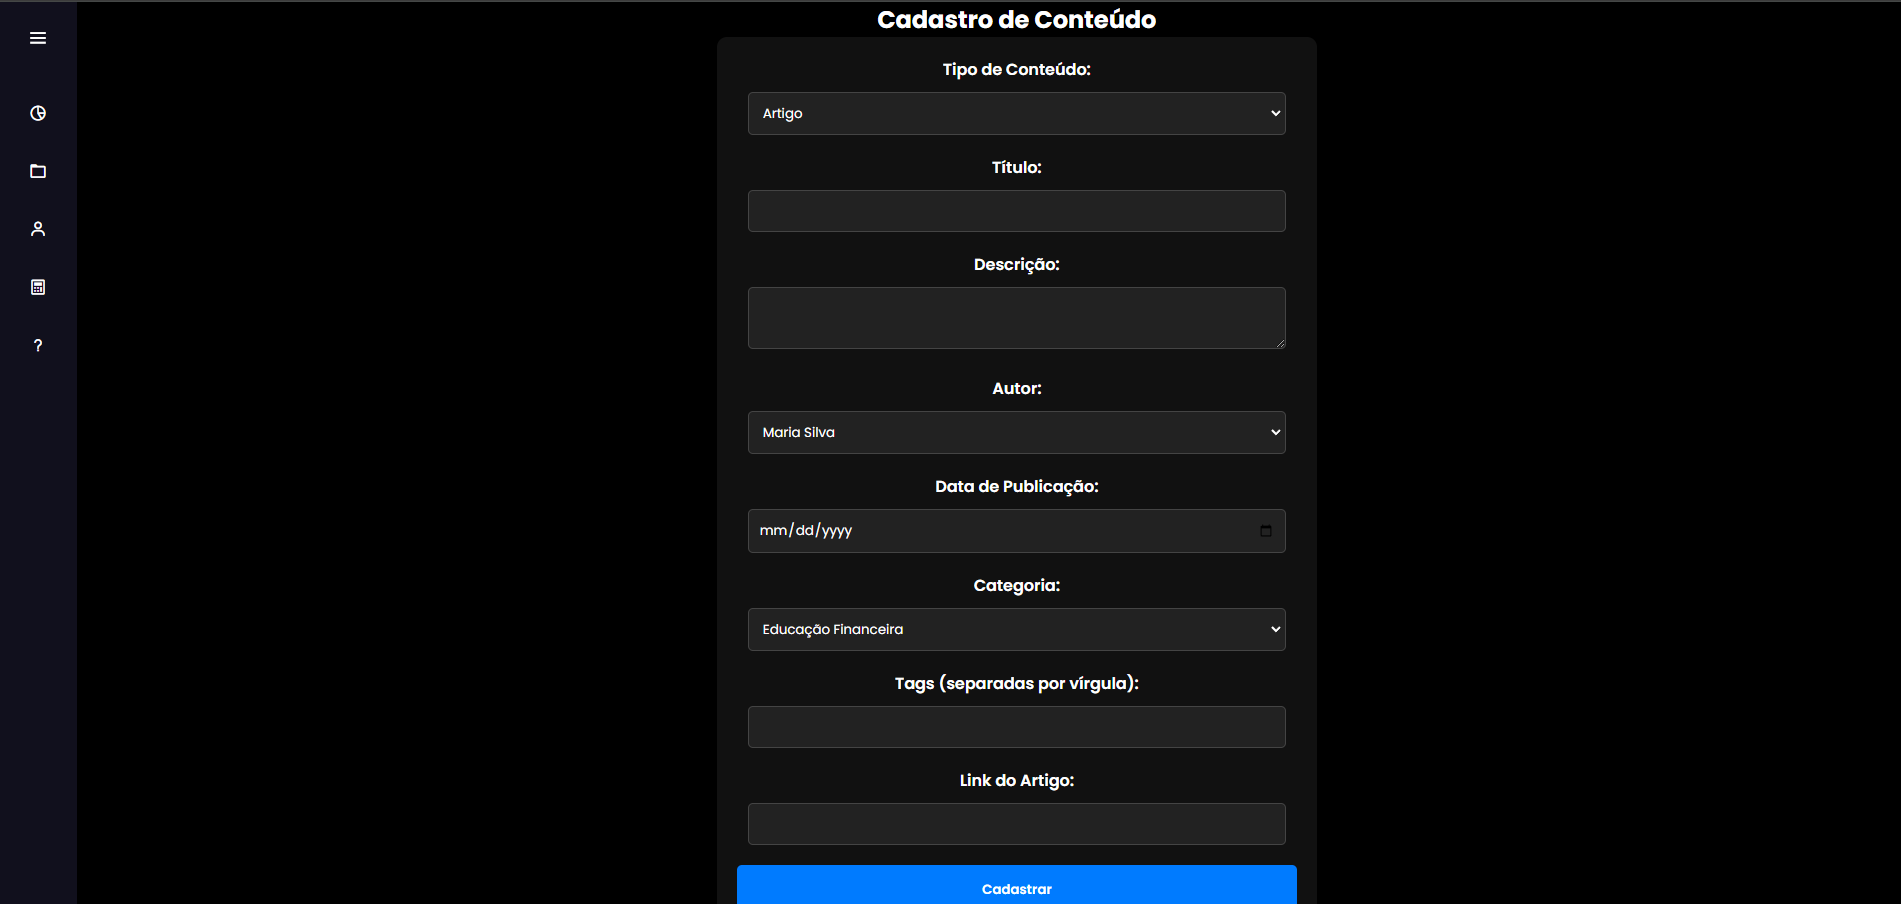 Cadastro de Conteúdo
Tipo de Conteúdo:
Artigo
Título:
Descrição:
Autor:
Maria Silva
Data de Publicação:
mm/dd/yyyy
Categoria:
Educação Financeira
Tags (separadas por vírgula):
Link do Artigo:
Cadastrar